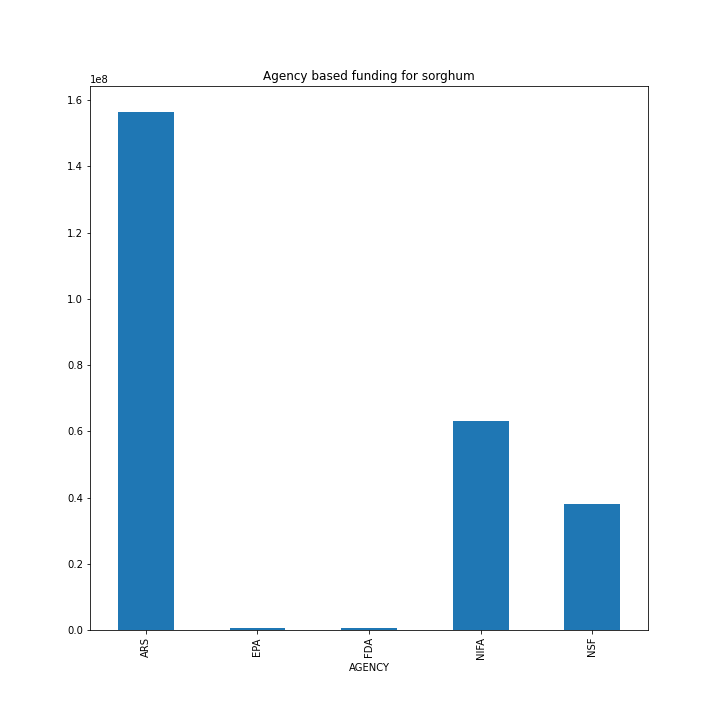 Agency based funding for sorghum
1e8
1.6
1.4
1.2
1.0
0.8
0.6
0.4
0.2
0.0
ARS
EPA
FDA
NIFA
NSF
AGENCY